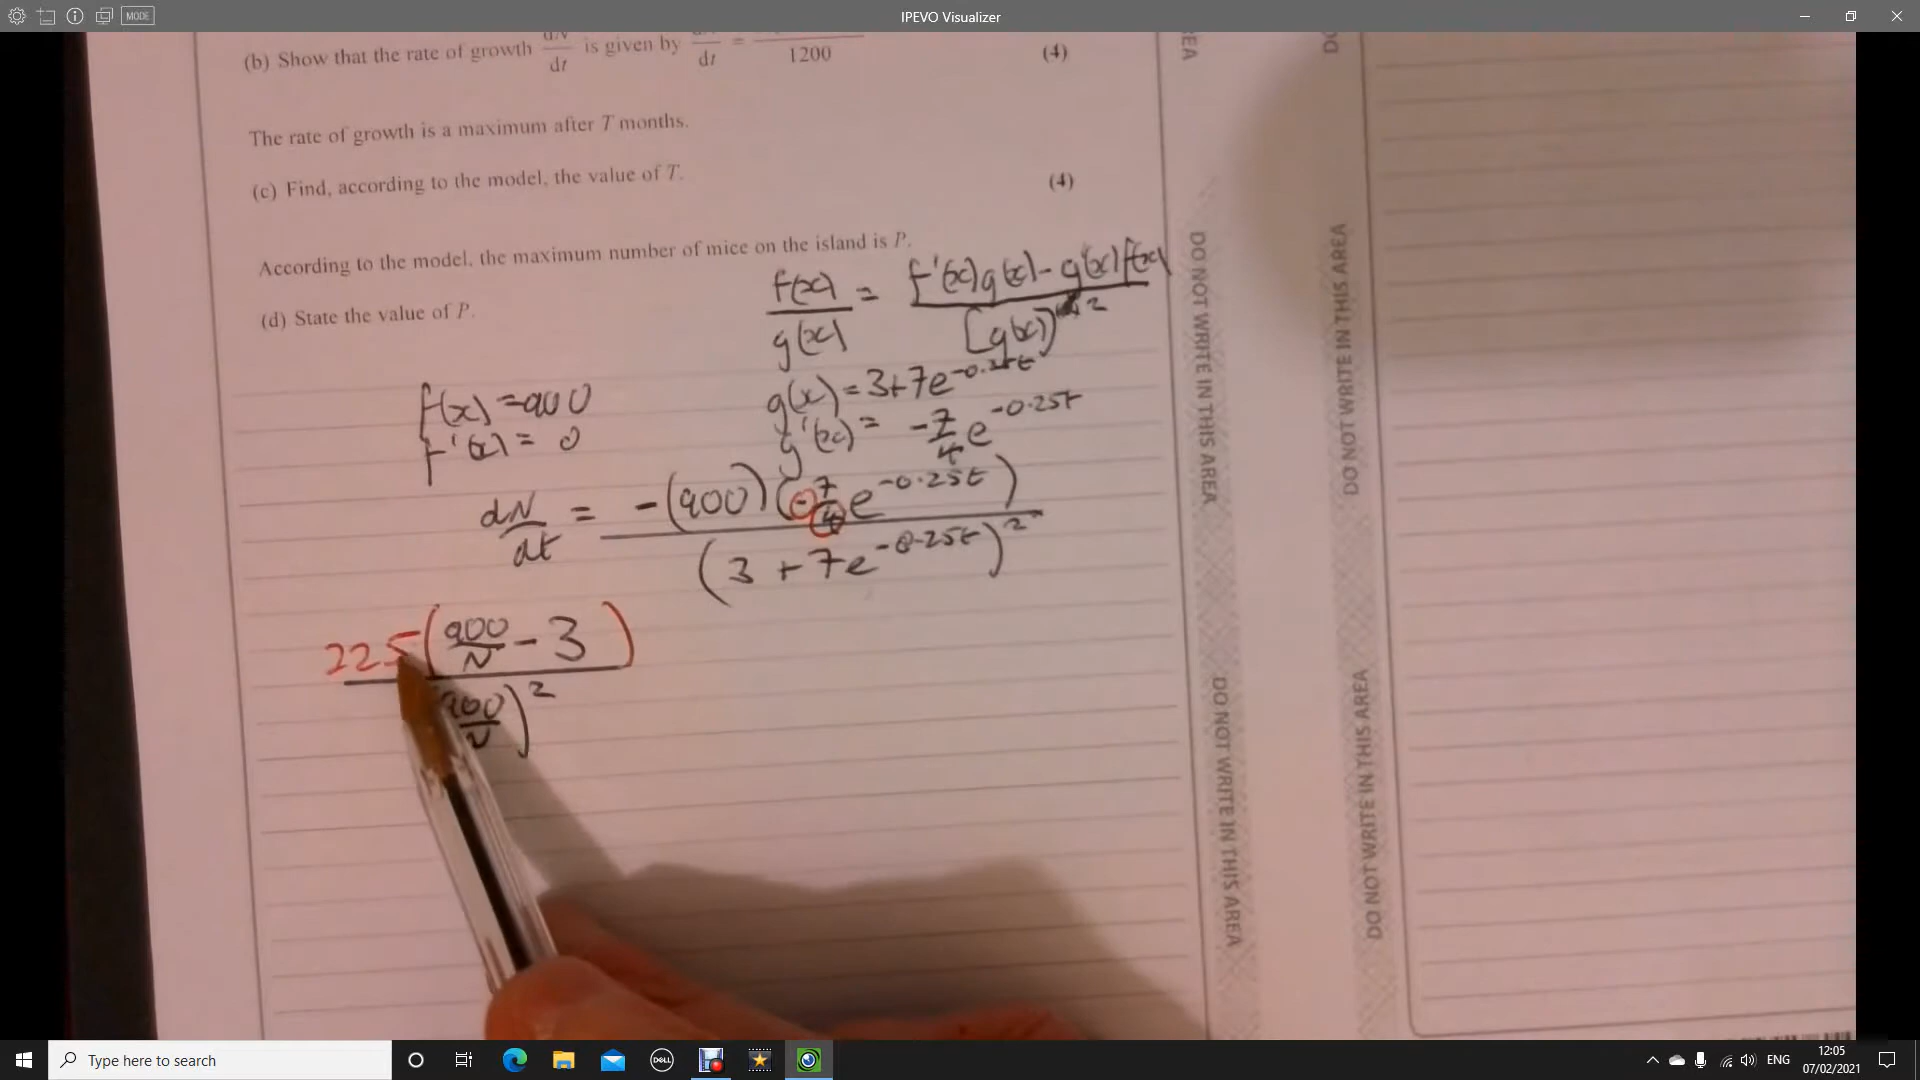 MODE
IPEVO Visualizer
(b) Show that the rate of growth dN/dt is given by = /1200 (4)
dt
The rate of growth is a maximum after T months.
(c) Find, according to the model, the value of T.
(4)
According to the model, the maximum number of mice on the island is P.
(d) State the value of P.
f(x)/g(x) = f'(x)g(x) - g'(x)f(x)/[g(x)]²
f(x) = 900
f'(x) = 0
g(x) = 3+7e^-0.25t
g'(x) = -7/4 e^-0.25t
dN/dt = -(900)(-7/4 e^-0.25t)/(3 + 7e^-0.25t)²
225(900/N - 3)
(900/N)²
AREA
DO NOT WRITE IN THIS AREA
DO NOT WRITE IN THIS AREA
DO
DO NOT WRITE IN THIS AREA
DO NOT WRITE IN THIS AREA
Type here to search
DELL
ENG
12:05
07/02/2021